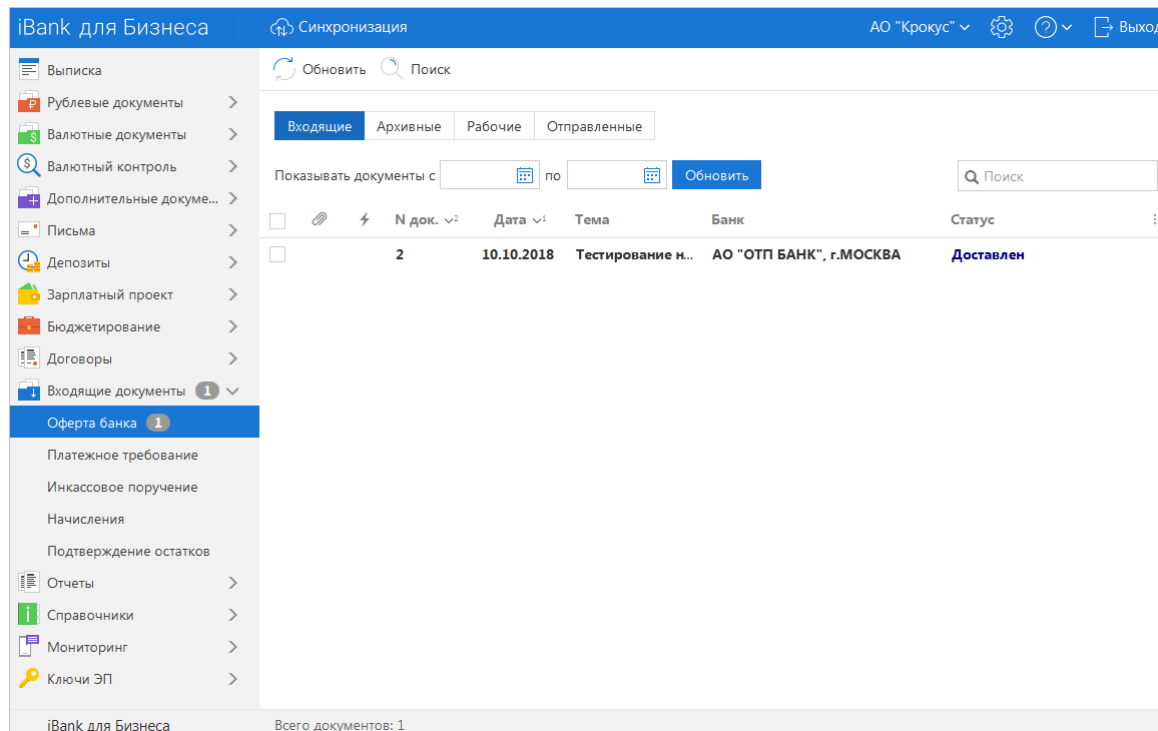 iBank для Бизнеса
Синхронизация
АО "Крокус"
Выход
Выписка
Рублевые документы
Валютные документы
Валютный контроль
Дополнительные докуме...
Письма
Депозиты
Зарплатный проект
Бюджетирование
Договоры
Входящие документы 1
Оферта банка 1
Платежное требование
Инкассовое поручение
Начисления
Подтверждение остатков
Отчеты
Справочники
Мониторинг
Ключи ЭП
iBank для Бизнеса
Обновить Поиск
Входящие Архивные Рабочие Отправленные
Показывать документы с по Обновить Поиск
N док. 2 Дата 1 Тема Банк Статус
2 10.10.2018 Тестирование н... АО "ОТП БАНК", г.МОСКВА Доставлен
Всего документов: 1